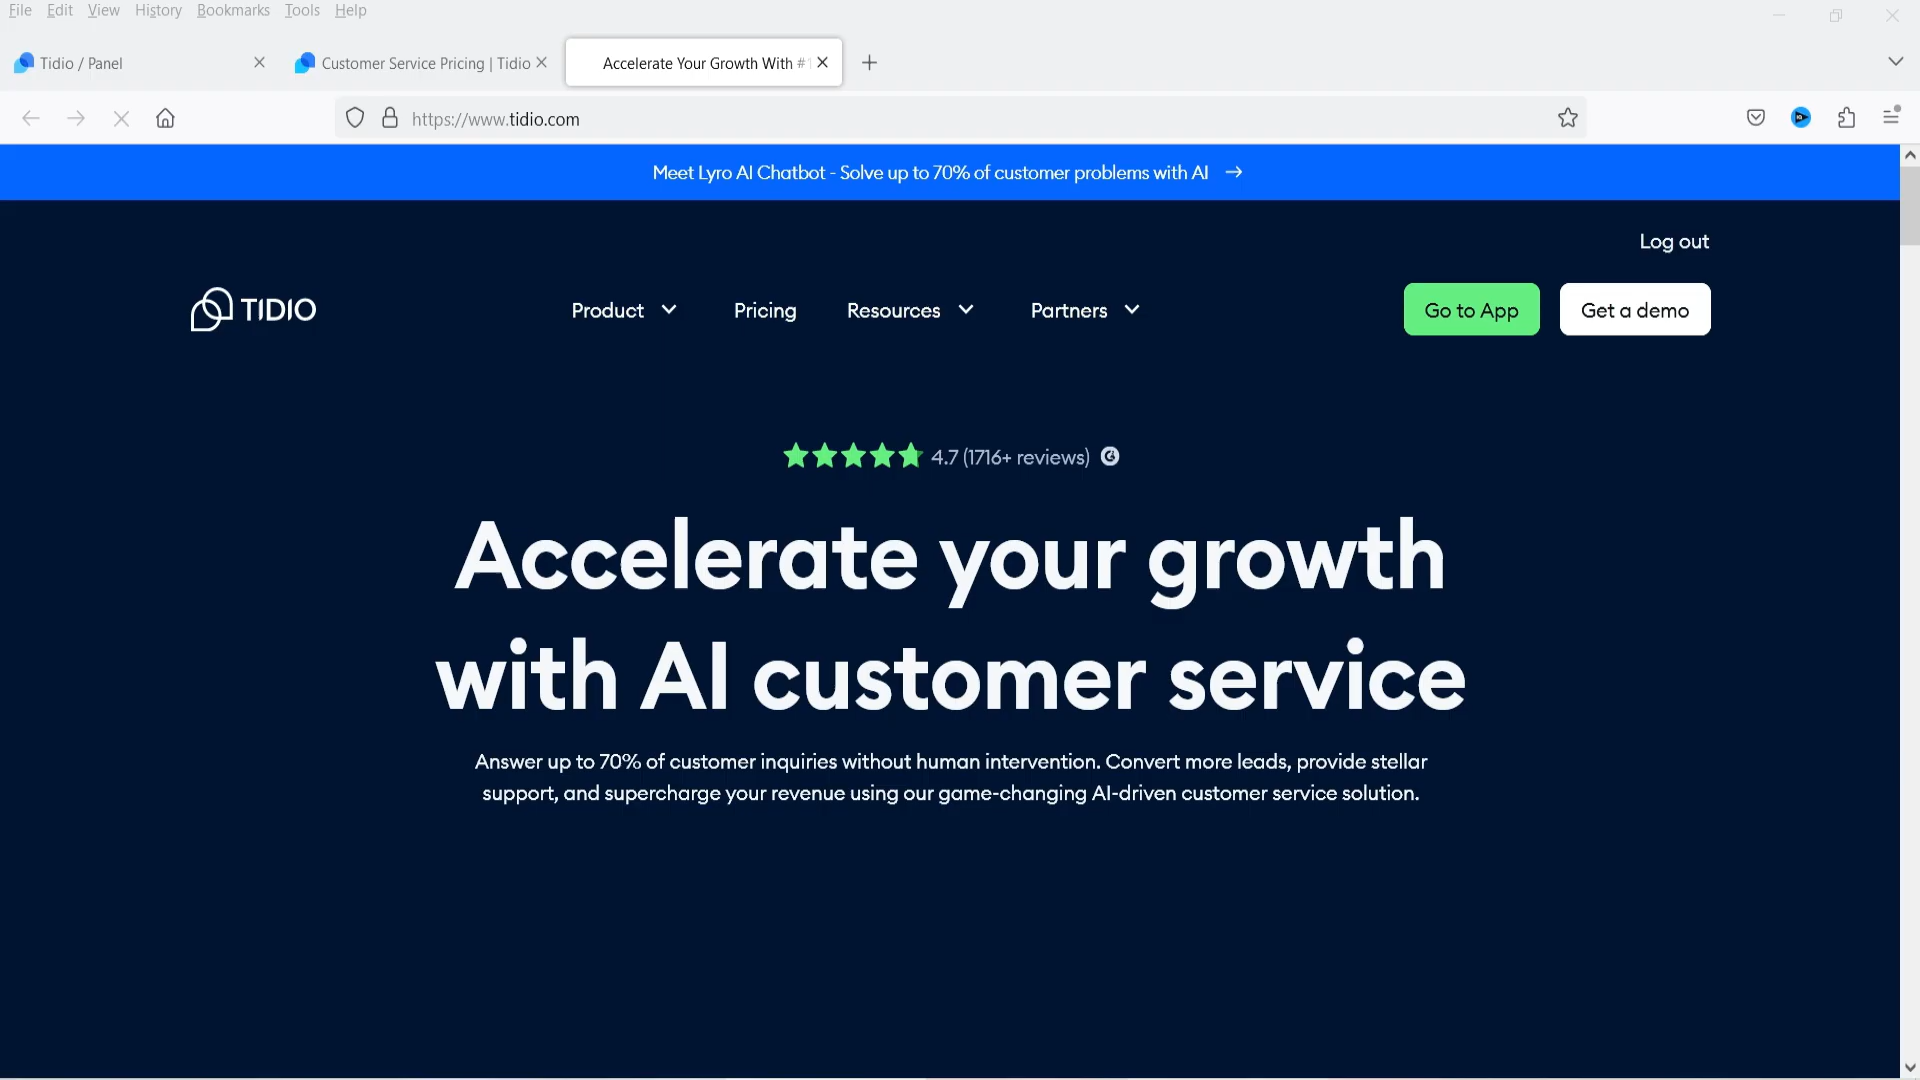 File Edit View History Bookmarks Tools Help
Tidio / Panel
Customer Service Pricing | Tidio
Accelerate Your Growth With #
https://www.tidio.com
Meet Lyro AI Chatbot - Solve up to 70% of customer problems with AI →
Log out
TIDIO
Product
Pricing
Resources
Partners
Go to App
Get a demo
4.7 (1716+ reviews)
Accelerate your growth
with AI customer service
Answer up to 70% of customer inquiries without human intervention. Convert more leads, provide stellar
support, and supercharge your revenue using our game-changing AI-driven customer service solution.